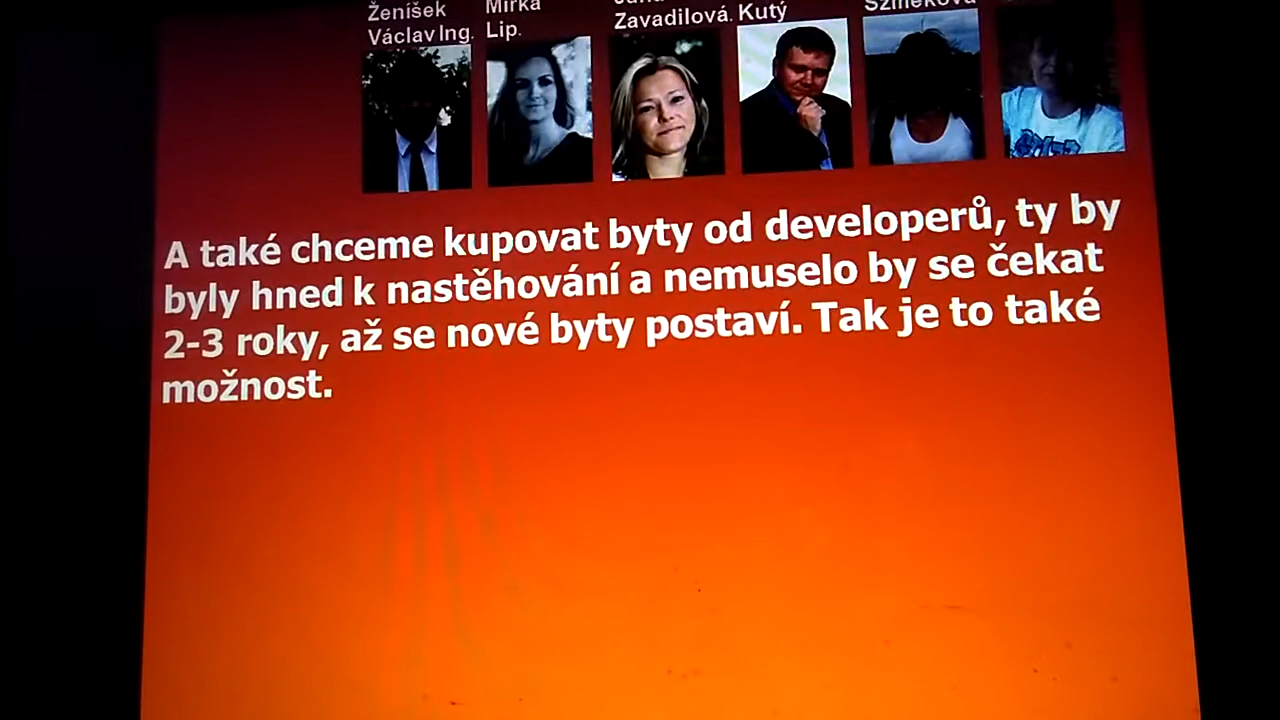 Ženíšek
Václav Ing.
Mirka
Lip.
Zavadilová.
Kutý
A také chceme kupovat byty od developerů, ty by
byly hned k nastěhování a nemuselo by se čekat
2-3 roky, až se nové byty postaví. Tak je to také
možnost.